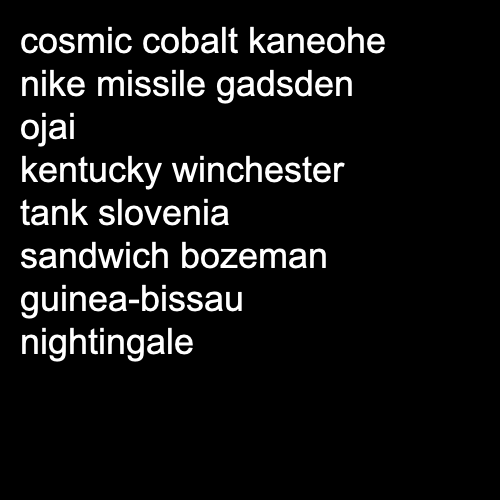 cosmic cobalt kaneohe
nike missile gadsden
ojai
kentucky winchester
tank slovenia
sandwich bozeman
guinea-bissau
nightingale